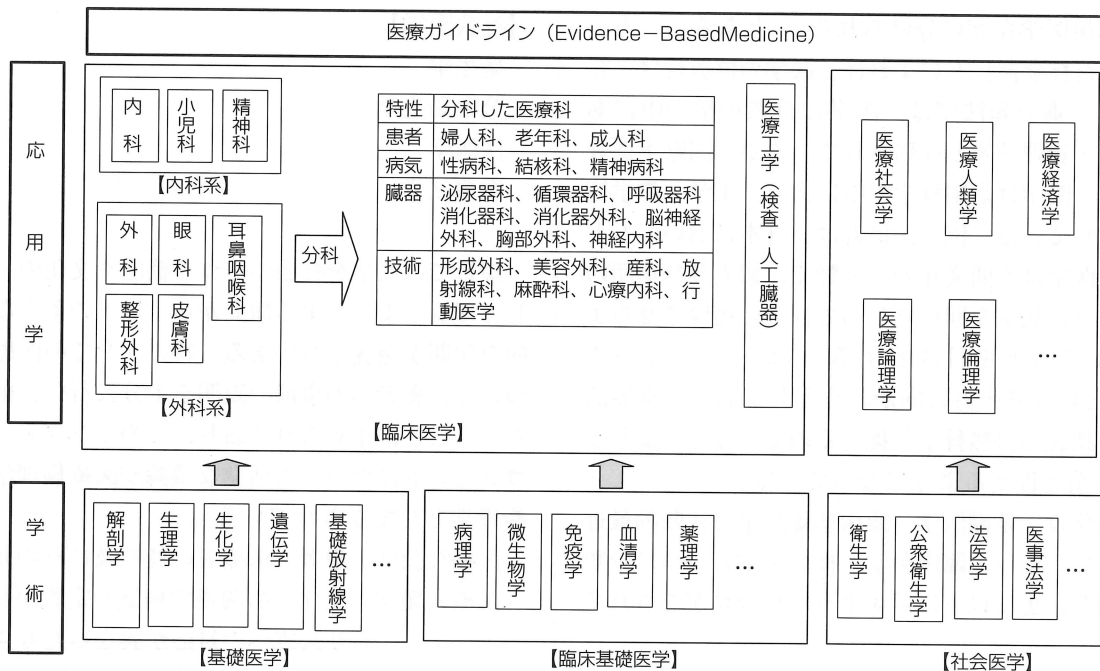 医療ガイドライン（Evidence－BasedMedicine）
応用学
内科
小児科
精神科
【内科系】
外科
眼科
耳鼻咽喉科
整形外科
皮膚科
【外科系】
分科
特性 分科した医療科
患者 婦人科、老年科、成人科
病気 性病科、結核科、精神病科
臓器 泌尿器科、循環器科、呼吸器科
消化器科、消化器外科、脳神経
外科、胸部外科、神経内科
技術 形成外科、美容外科、産科、放
射線科、麻酔科、心療内科、行
動医学
医療工学（検査・人工臓器）
【臨床医学】
医療社会学
医療人類学
医療経済学
医療論理学
医療倫理学
…
学術
解剖学
生理学
生化学
遺伝学
基礎放射線学
…
【基礎医学】
病理学
微生物学
免疫学
血清学
薬理学
…
【臨床基礎医学】
衛生学
公衆衛生学
法医学
医事法学
…
【社会医学】